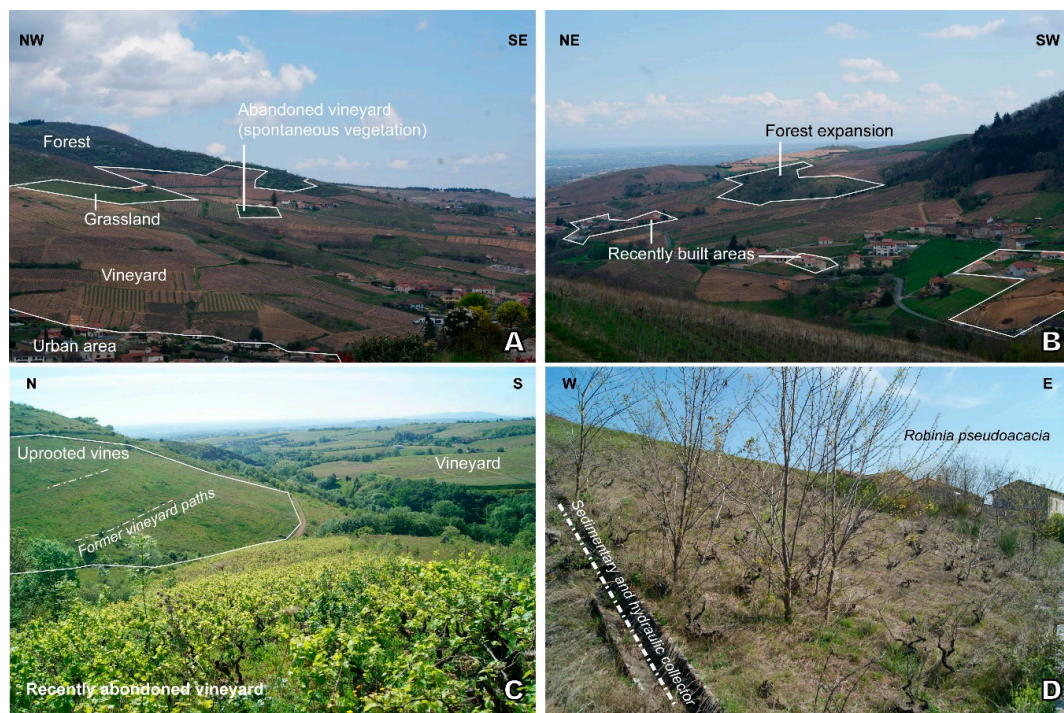 NW
SE
Abandoned vineyard
(spontaneous vegetation)
Forest
Grassland
Vineyard
Urban area
A
NE
SW
Forest expansion
Recently built areas
B
N
S
Uprooted vines
Vineyard
Former vineyard paths
Recently abondoned vineyard
C
W
E
Robinia pseudoacacia
Sedimentary and hydraulic collector
D